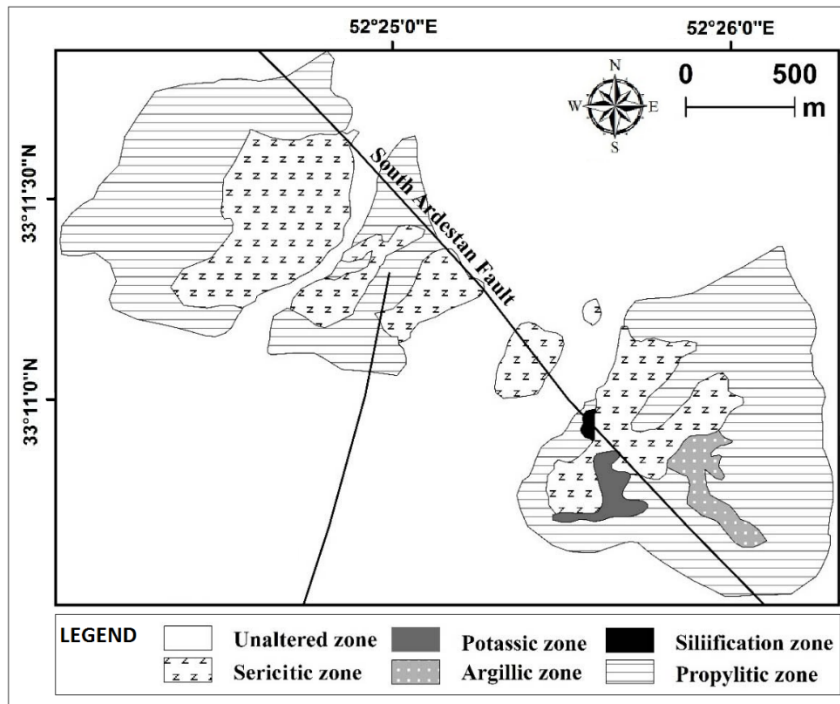 52°25'0"E 52°26'0"E
N
W E
S
0 500
m
33°11'30"N
South Ardestan Fault
33°11'0"N
LEGEND
Unaltered zone Potassic zone Siliification zone
Sericitic zone Argillic zone Propylitic zone